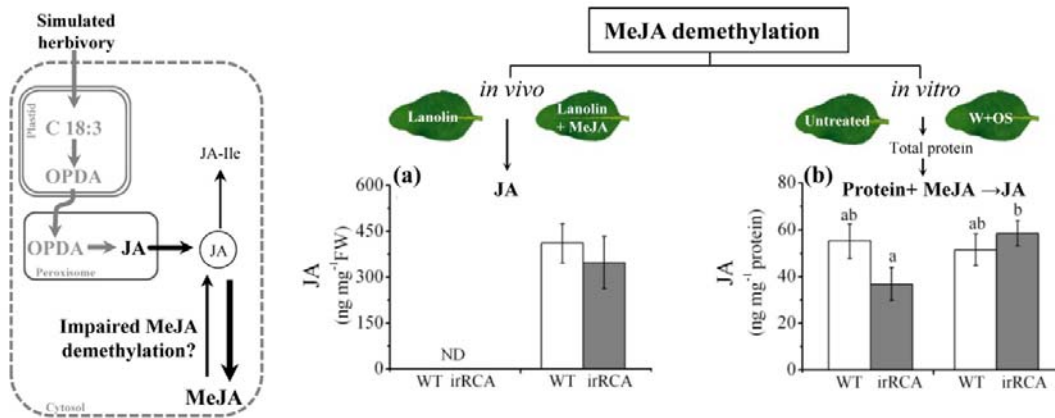 Simulated
herbivory
Plastid
C 18:3
OPDA
OPDA
JA
Peroxisome
JA-Ile
JA
Impaired MeJA
demethylation?
MeJA
Cytosol
MeJA demethylation
in vivo
Lanolin
Lanolin
+ MeJA
JA
(a)
JA
(ng mg⁻¹FW)
600
450
300
150
0
ND
WT irRCA
WT irRCA
in vitro
Untreated
W+OS
Total protein
Protein+ MeJA →JA
(b)
JA
(ng mg⁻¹ protein)
80
60
40
20
0
ab
a
ab
b
WT irRCA
WT irRCA